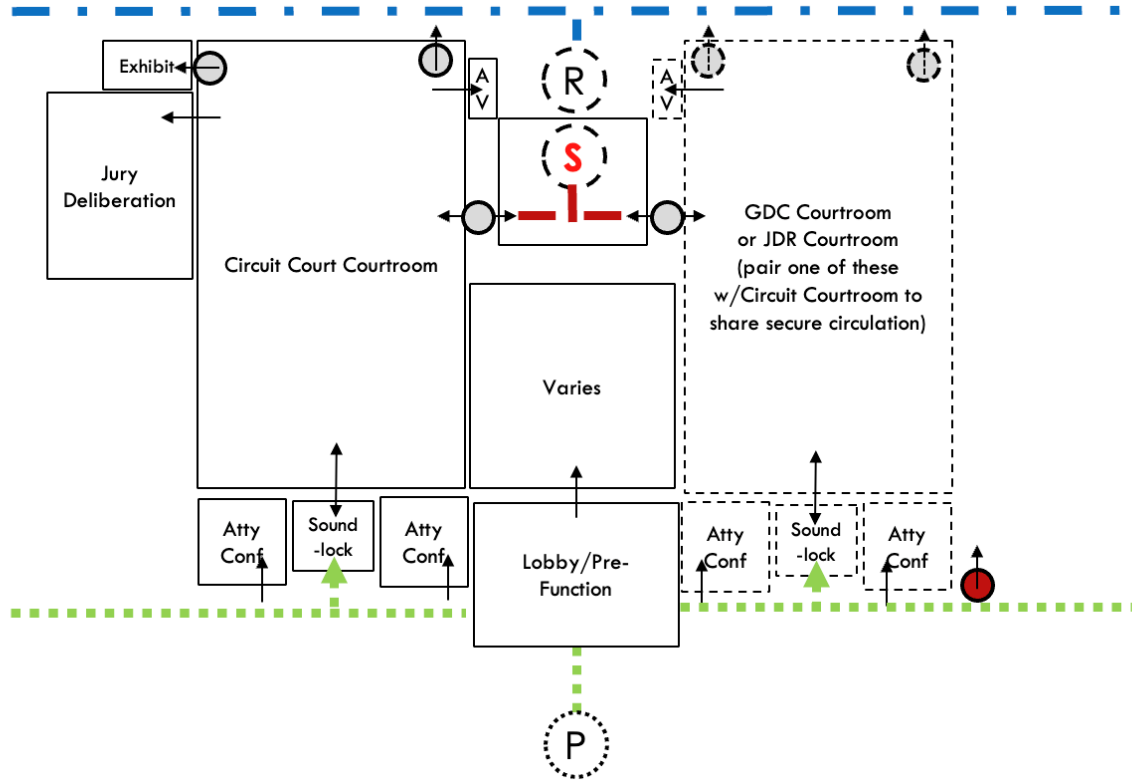 Exhibit
A
V
R
A
V
S
Jury
Deliberation
Circuit Court Courtroom
GDC Courtroom
or JDR Courtroom
(pair one of these
w/Circuit Courtroom to
share secure circulation)
Varies
Atty
Conf
Sound
-lock
Atty
Conf
Lobby/Pre-
Function
Atty
Conf
Sound
-lock
Atty
Conf
P